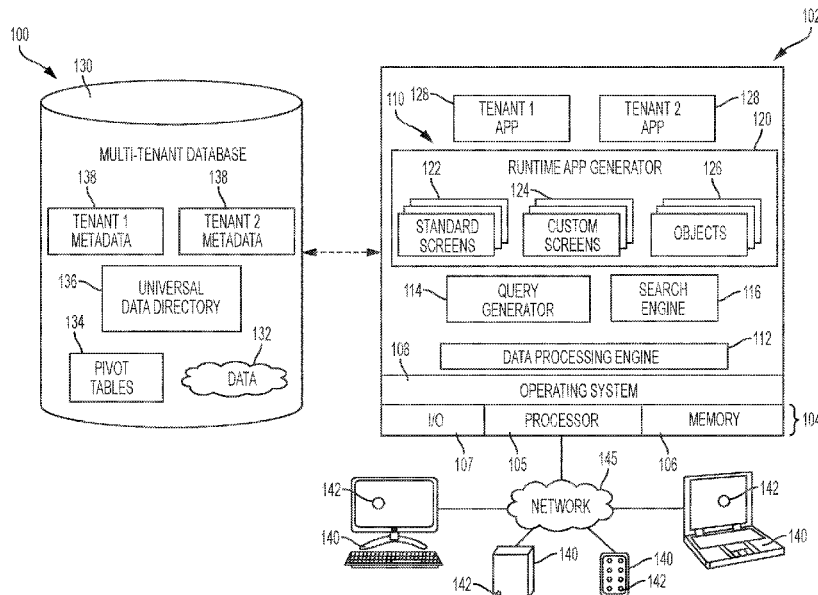 100
130
MULTI-TENANT DATABASE
138
138
TENANT 1
METADATA
TENANT 2
METADATA
136
UNIVERSAL
DATA DIRECTORY
134
132
PIVOT
TABLES
DATA
102
128
TENANT 1
APP
TENANT 2
APP
128
110
120
RUNTIME APP GENERATOR
122
124
126
STANDARD
SCREENS
CUSTOM
SCREENS
OBJECTS
114
QUERY
GENERATOR
SEARCH
ENGINE
116
108
DATA PROCESSING ENGINE
112
OPERATING SYSTEM
I/O
PROCESSOR
MEMORY
104
107
105
106
145
NETWORK
142
140
142
140
142
140
140
142